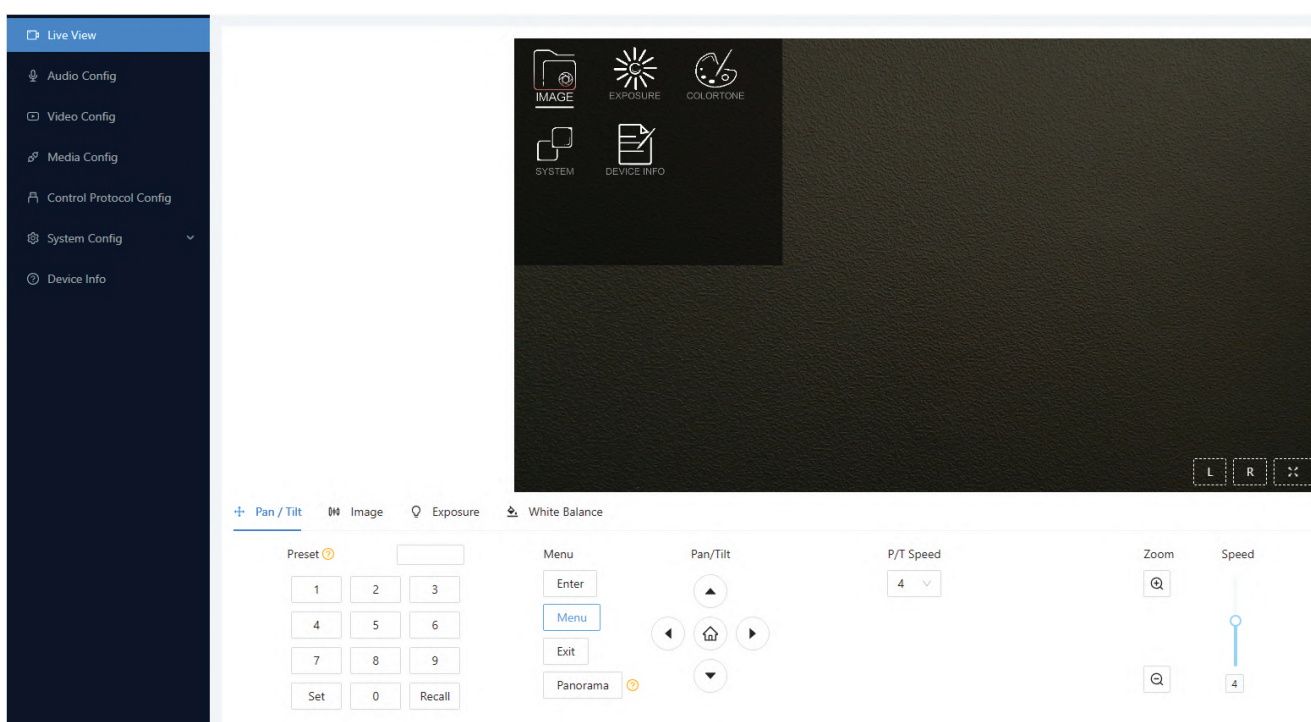 Live View
Audio Config
Video Config
Media Config
Control Protocol Config
System Config
Device Info
IMAGE EXPOSURE COLORTONE
SYSTEM DEVICE INFO
L R
Pan / Tilt Image Exposure White Balance
Preset Menu Pan/Tilt P/T Speed Zoom Speed
Enter 4
1 2 3
Menu
4 5 6
Exit
7 8 9
Panorama 4
Set 0 Recall